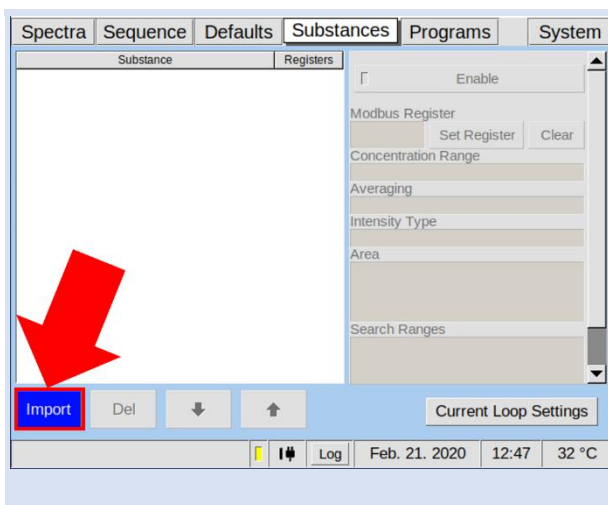 Spectra Sequence Defaults Substances Programs System
Substance Registers
Enable
Modbus Register
Set Register Clear
Concentration Range
Averaging
Intensity Type
Area
Search Ranges
Import Del Current Loop Settings
Log Feb. 21. 2020 12:47 32 °C